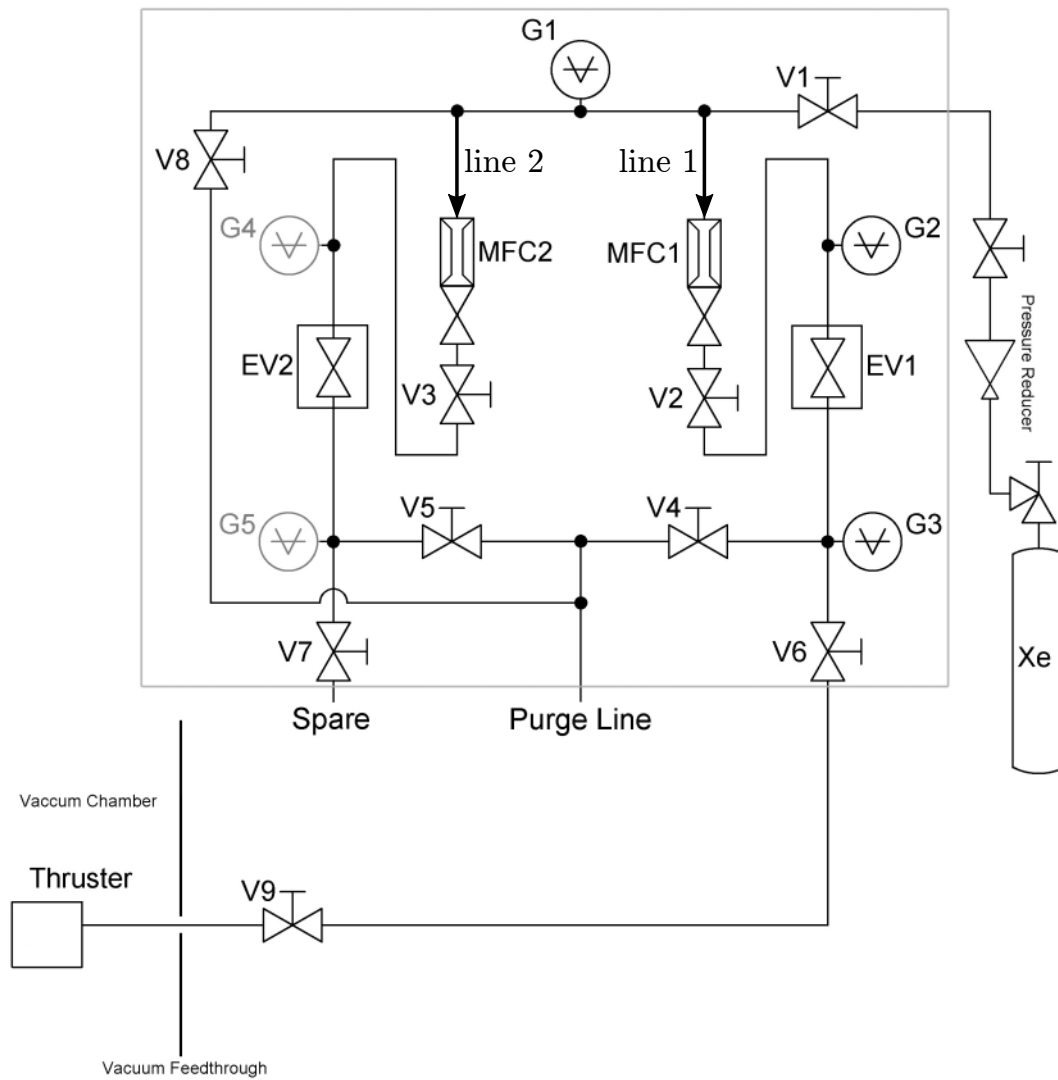 G1
V1
V8
line 2
line 1
G4
MFC2
MFC1
G2
EV2
V3
V2
EV1
Pressure Reducer
G5
V5
V4
G3
V7
V6
Xe
Spare
Purge Line
Vaccum Chamber
Thruster
V9
Vacuum Feedthrough